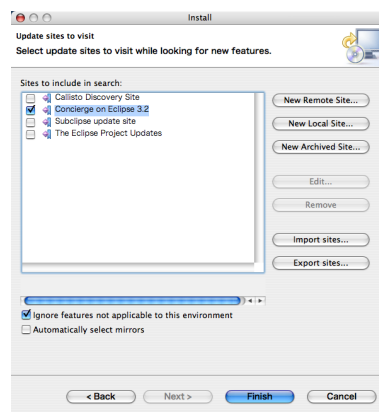 Install
Update sites to visit
Select update sites to visit while looking for new features.
Sites to include in search:
Callisto Discovery Site
Concierge on Eclipse 3.2
Subclipse update site
The Eclipse Project Updates
New Remote Site...
New Local Site...
New Archived Site...
Edit...
Remove
Import sites...
Export sites...
Ignore features not applicable to this environment
Automatically select mirrors
< Back Next > Finish Cancel